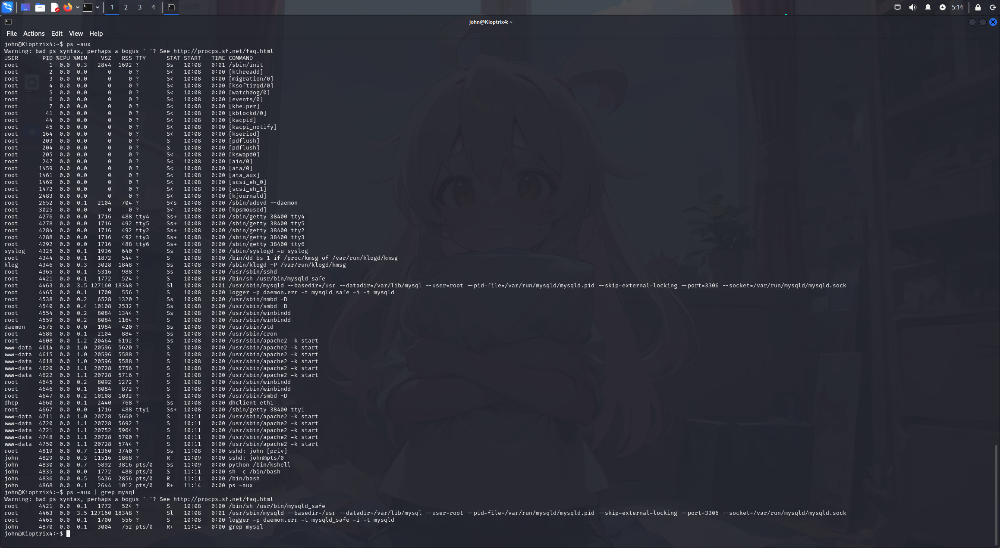 1 2 3 4 5:14
john@Kioptrix4: ~
File Actions Edit View Help
john@Kioptrix4:~$ ps -aux
Warning: bad ps syntax, perhaps a bogus '-'? See http://procps.sf.net/faq.html
USER       PID %CPU %MEM    VSZ   RSS TTY      STAT START   TIME COMMAND
root         1  0.0  0.3   2844  1692 ?        Ss   10:08   0:01 /sbin/init
root         2  0.0  0.0      0     0 ?        S<   10:08   0:00 [kthreadd]
root         3  0.0  0.0      0     0 ?        S<   10:08   0:00 [migration/0]
root         4  0.0  0.0      0     0 ?        S<   10:08   0:00 [ksoftirqd/0]
root         5  0.0  0.0      0     0 ?        S<   10:08   0:00 [watchdog/0]
root         6  0.0  0.0      0     0 ?        S<   10:08   0:00 [events/0]
root         7  0.0  0.0      0     0 ?        S<   10:08   0:00 [khelper]
root        41  0.0  0.0      0     0 ?        S<   10:08   0:00 [kblockd/0]
root        44  0.0  0.0      0     0 ?        S<   10:08   0:00 [kacpid]
root        45  0.0  0.0      0     0 ?        S<   10:08   0:00 [kacpi_notify]
root       164  0.0  0.0      0     0 ?        S<   10:08   0:00 [kseriod]
root       203  0.0  0.0      0     0 ?        S    10:08   0:00 [pdflush]
root       204  0.0  0.0      0     0 ?        S    10:08   0:00 [pdflush]
root       205  0.0  0.0      0     0 ?        S<   10:08   0:00 [kswapd0]
root       247  0.0  0.0      0     0 ?        S<   10:08   0:00 [aio/0]
root      1459  0.0  0.0      0     0 ?        S<   10:08   0:00 [ata/0]
root      1461  0.0  0.0      0     0 ?        S<   10:08   0:00 [ata_aux]
root      1469  0.0  0.0      0     0 ?        S<   10:08   0:00 [scsi_eh_0]
root      1472  0.0  0.0      0     0 ?        S<   10:08   0:00 [scsi_eh_1]
root      2483  0.0  0.0      0     0 ?        S<   10:08   0:00 [kjournald]
root      2652  0.0  0.1   2104   704 ?        S<s  10:08   0:00 /sbin/udevd --daemon
root      3025  0.0  0.0      0     0 ?        S<   10:08   0:00 [kpsmoused]
root      4276  0.0  0.0   1716   488 tty4     Ss+  10:08   0:00 /sbin/getty 38400 tty4
root      4278  0.0  0.0   1716   492 tty5     Ss+  10:08   0:00 /sbin/getty 38400 tty5
root      4284  0.0  0.0   1716   492 tty2     Ss+  10:08   0:00 /sbin/getty 38400 tty2
root      4288  0.0  0.0   1716   492 tty3     Ss+  10:08   0:00 /sbin/getty 38400 tty3
root      4292  0.0  0.0   1716   488 tty6     Ss+  10:08   0:00 /sbin/getty 38400 tty6
syslog    4325  0.0  0.1   1936   640 ?        Ss   10:08   0:00 /sbin/syslogd -u syslog
root      4344  0.0  0.1   1872   544 ?        S    10:08   0:00 /bin/dd bs 1 if /proc/kmsg of /var/run/klogd/kmsg
klog      4346  0.0  0.3   3028  1848 ?        Ss   10:08   0:00 /sbin/klogd -P /var/run/klogd/kmsg
root      4365  0.0  0.1   5316   988 ?        Ss   10:08   0:00 /usr/sbin/sshd
root      4421  0.0  0.1   1772   524 ?        S    10:08   0:00 /bin/sh /usr/bin/mysqld_safe
root      4463  0.0  3.5 127160 18348 ?        Sl   10:08   0:01 /usr/sbin/mysqld --basedir=/usr --datadir=/var/lib/mysql --user=root --pid-file=/var/run/mysqld/mysqld.pid --skip-external-locking --port=3306 --socket=/var/run/mysqld/mysqld.sock
root      4465  0.0  0.1   1700   556 ?        S    10:08   0:00 logger -p daemon.err -t mysqld_safe -i -t mysqld
root      4538  0.0  0.2   6528  1320 ?        Ss   10:08   0:00 /usr/sbin/nmbd -D
root      4540  0.0  0.4  10108  2532 ?        Ss   10:08   0:00 /usr/sbin/smbd -D
root      4554  0.0  0.2   8084  1344 ?        Ss   10:08   0:00 /usr/sbin/winbindd
root      4559  0.0  0.2   8084  1164 ?        S    10:08   0:00 /usr/sbin/winbindd
daemon    4575  0.0  0.0   1984   420 ?        Ss   10:08   0:00 /usr/sbin/atd
root      4586  0.0  0.1   2104   884 ?        Ss   10:08   0:00 /usr/sbin/cron
root      4608  0.0  1.2  20464  6192 ?        Ss   10:08   0:00 /usr/sbin/apache2 -k start
www-data  4614  0.0  1.0  20596  5620 ?        S    10:08   0:00 /usr/sbin/apache2 -k start
www-data  4615  0.0  1.0  20596  5588 ?        S    10:08   0:00 /usr/sbin/apache2 -k start
www-data  4618  0.0  1.0  20596  5588 ?        S    10:08   0:00 /usr/sbin/apache2 -k start
www-data  4620  0.0  1.1  20728  5756 ?        S    10:08   0:00 /usr/sbin/apache2 -k start
www-data  4622  0.0  1.1  20728  5716 ?        S    10:08   0:00 /usr/sbin/apache2 -k start
root      4645  0.0  0.2   8092  1272 ?        S    10:08   0:00 /usr/sbin/winbindd
root      4646  0.0  0.1   8084   872 ?        S    10:08   0:00 /usr/sbin/winbindd
root      4647  0.0  0.2  10108  1032 ?        S    10:08   0:00 /usr/sbin/smbd -D
dhcp      4660  0.0  0.1   2440   768 ?        Ss   10:08   0:00 dhclient eth1
root      4667  0.0  0.0   1716   488 tty1     Ss+  10:08   0:00 /sbin/getty 38400 tty1
www-data  4711  0.0  1.0  20728  5660 ?        S    10:11   0:00 /usr/sbin/apache2 -k start
www-data  4720  0.0  1.1  20728  5692 ?        S    10:11   0:00 /usr/sbin/apache2 -k start
www-data  4721  0.0  1.1  20752  5964 ?        S    10:11   0:00 /usr/sbin/apache2 -k start
www-data  4748  0.0  1.1  20728  5700 ?        S    10:11   0:00 /usr/sbin/apache2 -k start
www-data  4750  0.0  1.1  20728  5744 ?        S    10:11   0:00 /usr/sbin/apache2 -k start
root      4819  0.0  0.7  11360  3740 ?        Ss   11:08   0:00 sshd: john [priv]
john      4829  0.0  0.3  11516  1868 ?        R    11:09   0:00 sshd: john@pts/0
john      4830  0.0  0.7   5892  3816 pts/0    Ss   11:09   0:00 python /bin/kshell
john      4835  0.0  0.0   1772   488 pts/0    S    11:11   0:00 sh -c /bin/bash
john      4836  0.0  0.5   5436  2856 pts/0    R    11:11   0:00 /bin/bash
john      4868  0.0  0.1   2644  1012 pts/0    R+   11:14   0:00 ps -aux
john@Kioptrix4:~$ ps -aux | grep mysql
Warning: bad ps syntax, perhaps a bogus '-'? See http://procps.sf.net/faq.html
root      4421  0.0  0.1   1772   524 ?        S    10:08   0:00 /bin/sh /usr/bin/mysqld_safe
root      4463  0.0  3.5 127160 18348 ?        Sl   10:08   0:01 /usr/sbin/mysqld --basedir=/usr --datadir=/var/lib/mysql --user=root --pid-file=/var/run/mysqld/mysqld.pid --skip-external-locking --port=3306 --socket=/var/run/mysqld/mysqld.sock
root      4465  0.0  0.1   1700   556 ?        S    10:08   0:00 logger -p daemon.err -t mysqld_safe -i -t mysqld
john      4870  0.0  0.1   3004   752 pts/0    R+   11:14   0:00 grep mysql
john@Kioptrix4:~$